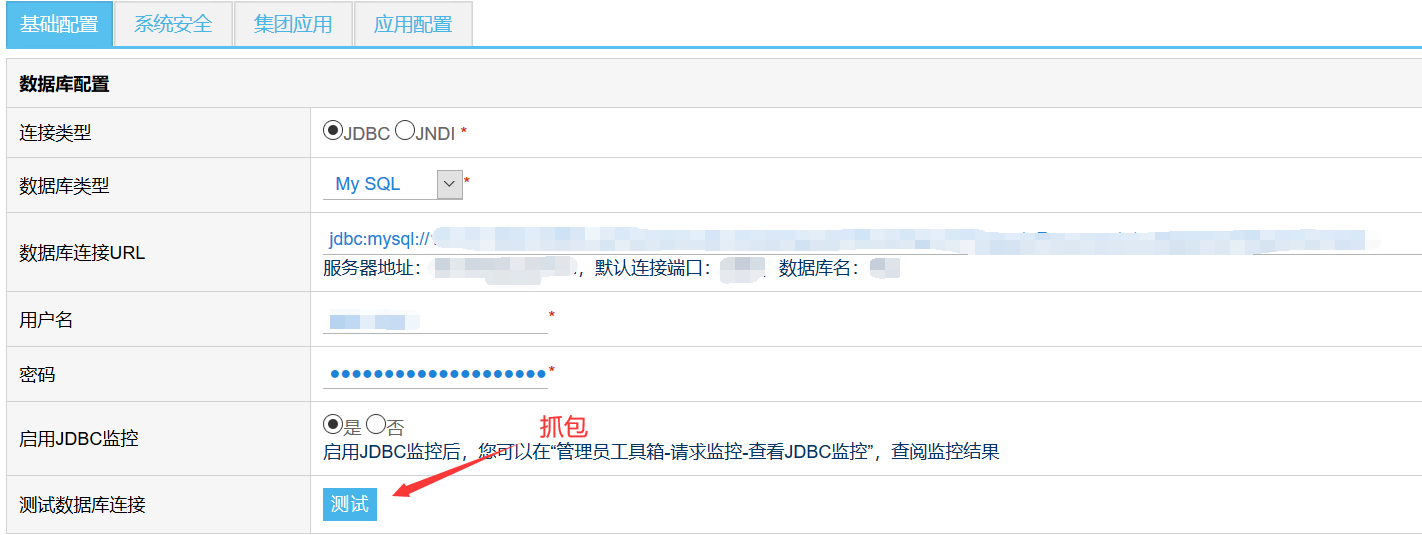 基础配置 系统安全 集团应用 应用配置
数据库配置
连接类型 JDBC JNDI *
数据库类型 My SQL *
数据库连接URL jdbc:mysql://
服务器地址： ，默认连接端口： 数据库名：
用户名 *
密码 ●●●●●●●●●●●●●●●●●●●● *
抓包
启用JDBC监控 是 否
启用JDBC监控后，您可以在“管理员工具箱-请求监控-查看JDBC监控”，查阅监控结果
测试数据库连接 测试